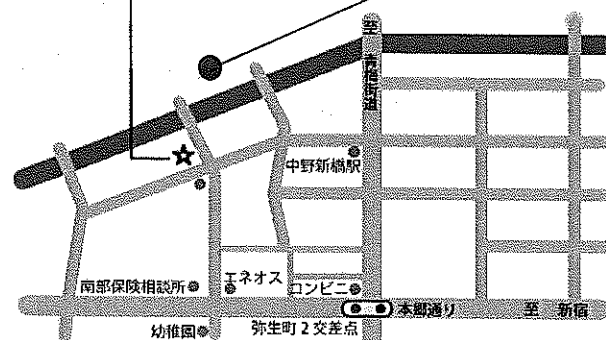 至
青梅街道
中野新橋駅
南部保険相談所
エネオス
コンビニ
本郷通り
至 新宿
幼稚園
弥生町2交差点